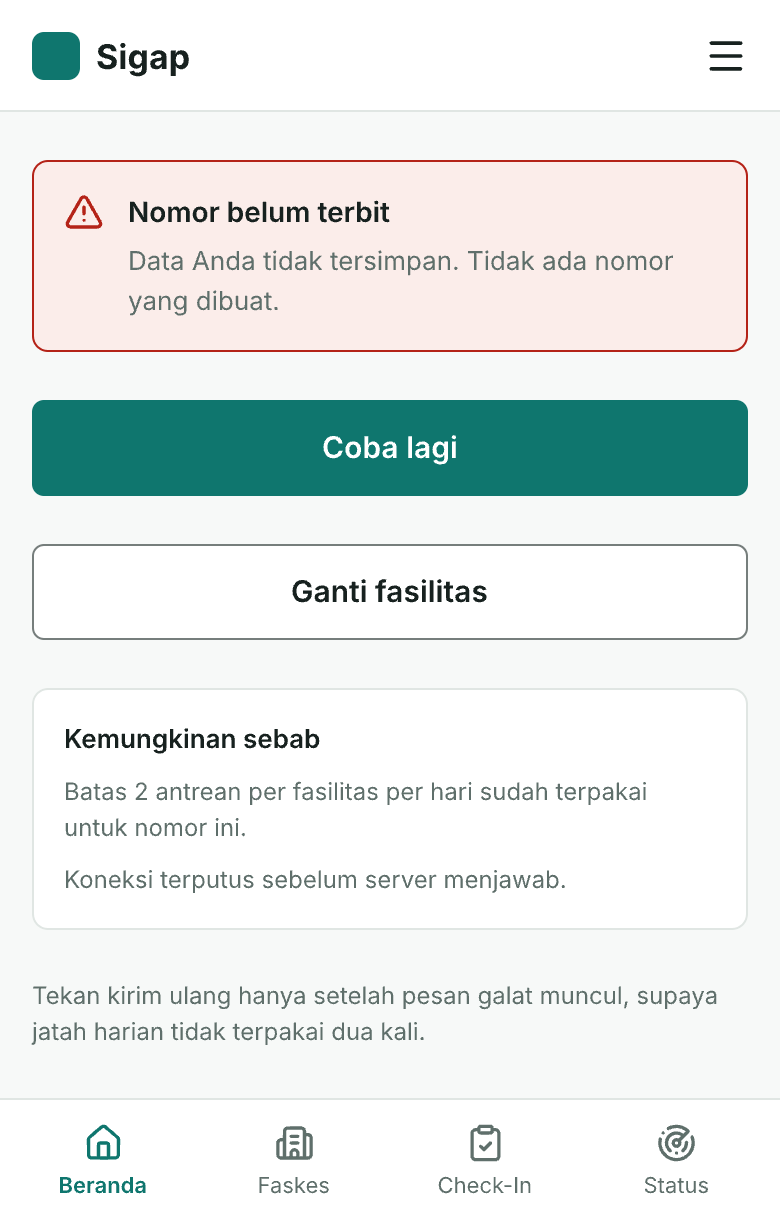 Sigap
Nomor belum terbit
Data Anda tidak tersimpan. Tidak ada nomor
yang dibuat.
Coba lagi
Ganti fasilitas
Kemungkinan sebab
Batas 2 antrean per fasilitas per hari sudah terpakai
untuk nomor ini.
Koneksi terputus sebelum server menjawab.
Tekan kirim ulang hanya setelah pesan galat muncul, supaya
jatah harian tidak terpakai dua kali.
Beranda
Faskes
Check-In
Status